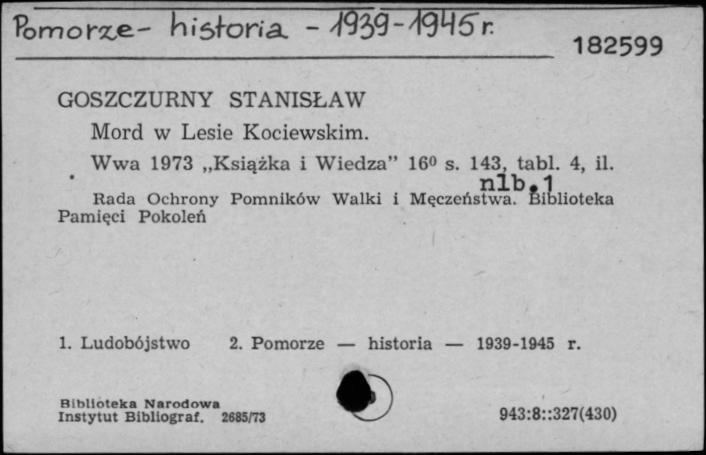 Pomorze- historia - 1939-1945 r.
182599
GOSZCZURNY STANISŁAW
Mord w Lesie Kociewskim.
Wwa 1973 „Książka i Wiedza” 16⁰ s. 143, tabl. 4, il.
nlb.1
Rada Ochrony Pomników Walki i Męczeństwa. Biblioteka
Pamięci Pokoleń
1. Ludobójstwo 2. Pomorze — historia — 1939-1945 r.
Biblioteka Narodowa
Instytut Bibliograf. 2685/73
943:8::327(430)